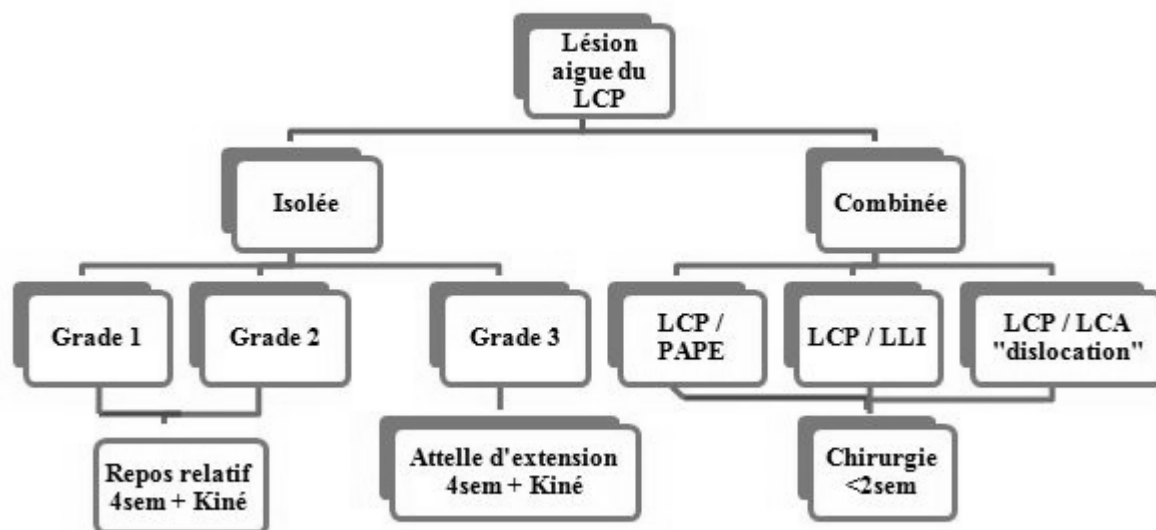 Lésion
aigue du
LCP
Isolée
Combinée
Grade 1
Grade 2
Grade 3
LCP /
PAPE
LCP / LLI
LCP / LCA
"dislocation"
Repos relatif
4sem + Kiné
Attelle d'extension
4sem + Kiné
Chirurgie
<2sem